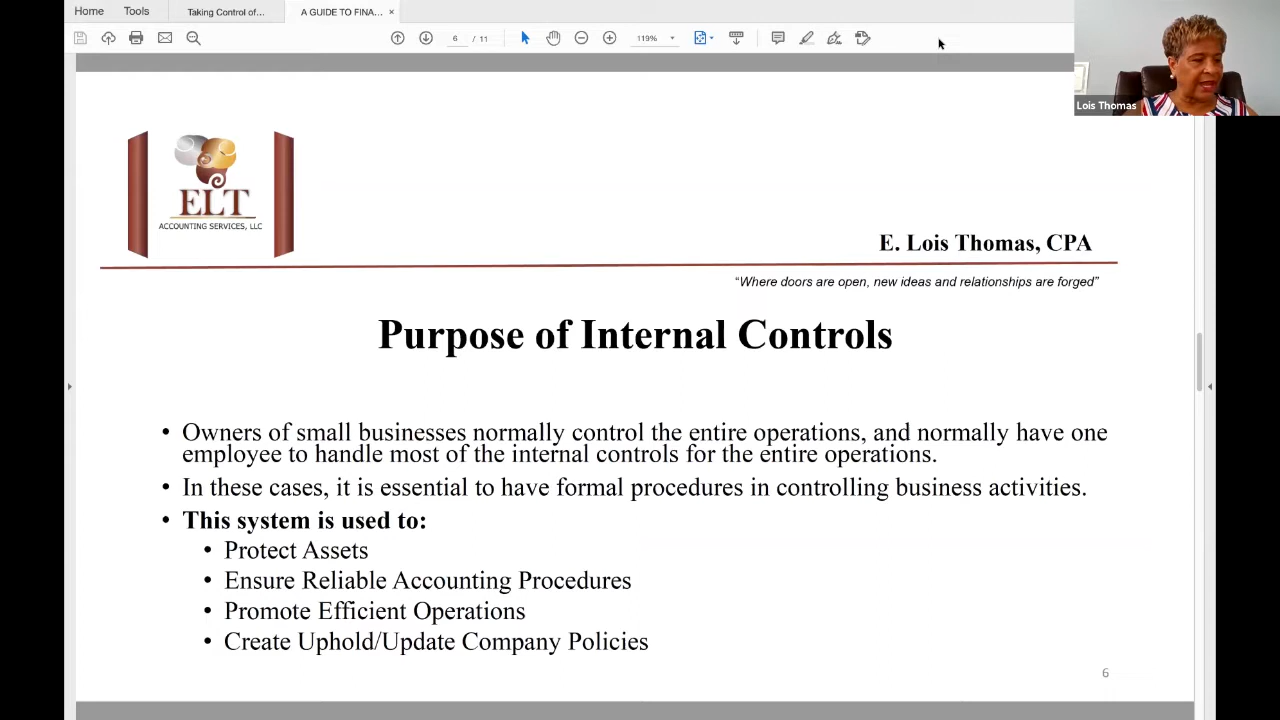 Home Tools Taking Control of... A GUIDE TO FINA... ×
6 / 11 119%
Lois Thomas
ELT
ACCOUNTING SERVICES, LLC
E. Lois Thomas, CPA
“Where doors are open, new ideas and relationships are forged”
Purpose of Internal Controls
• Owners of small businesses normally control the entire operations, and normally have one
employee to handle most of the internal controls for the entire operations.
• In these cases, it is essential to have formal procedures in controlling business activities.
• This system is used to:
• Protect Assets
• Ensure Reliable Accounting Procedures
• Promote Efficient Operations
• Create Uphold/Update Company Policies
6